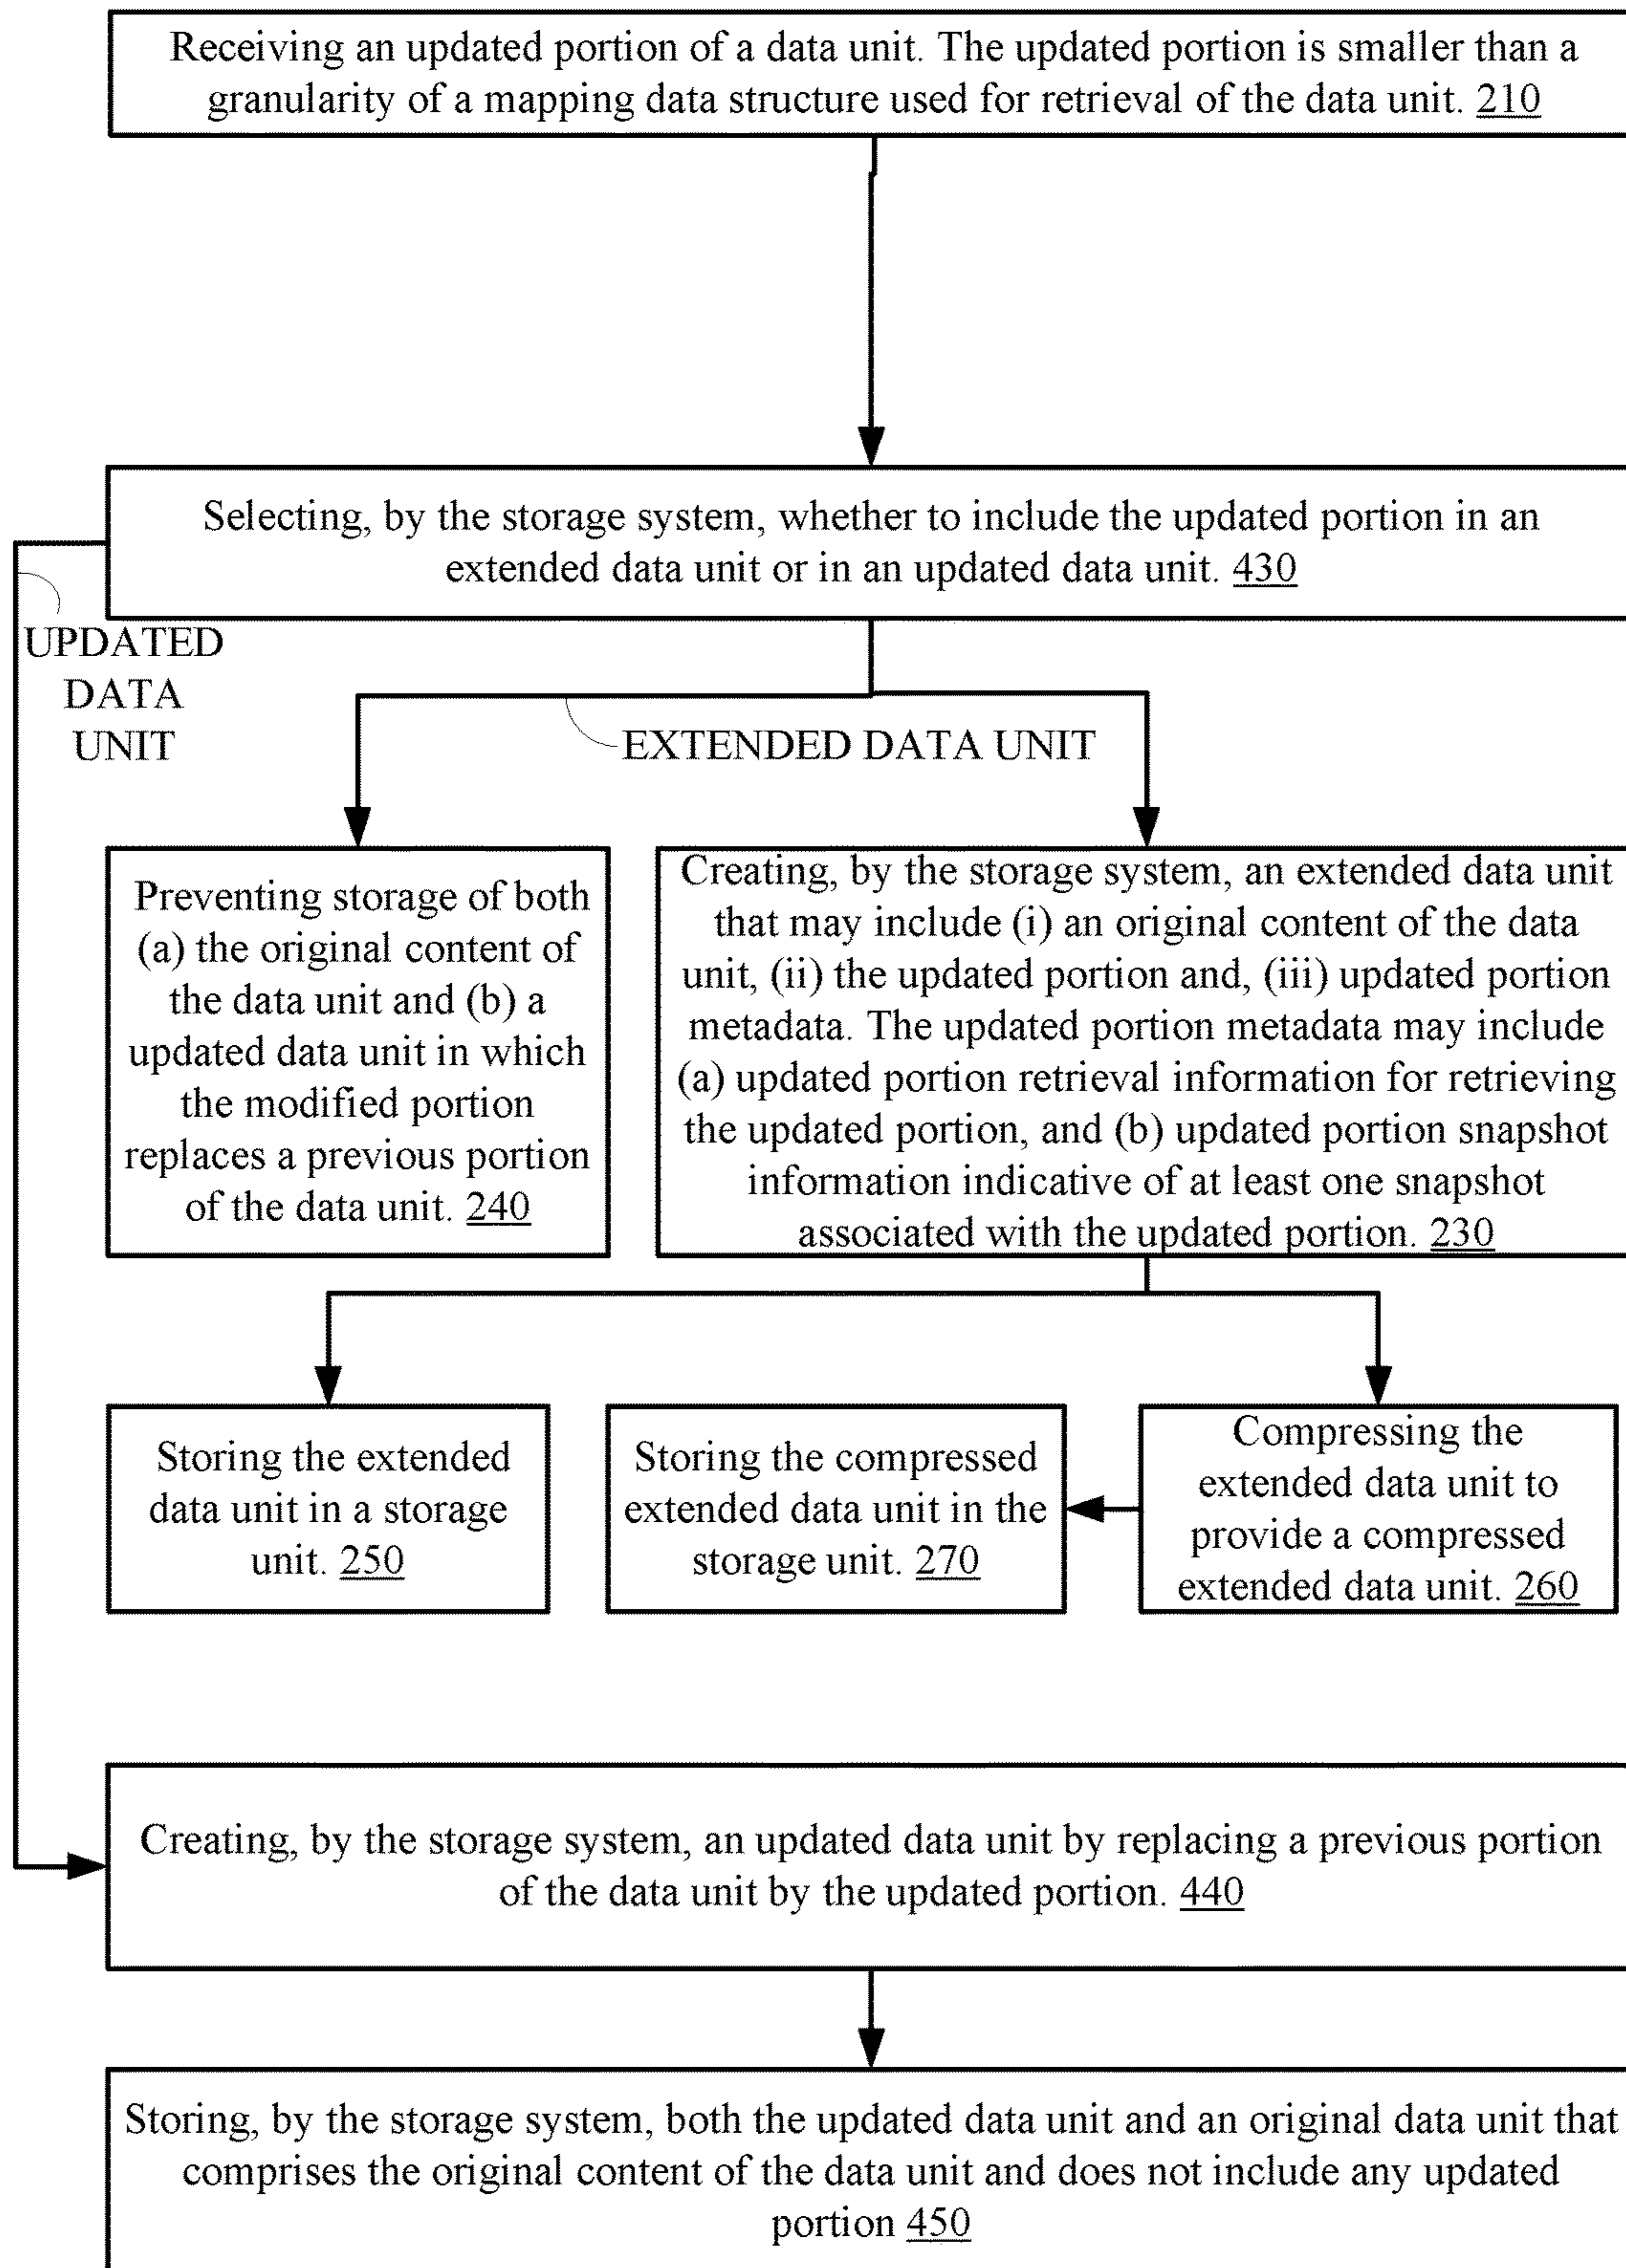 Receiving an updated portion of a data unit. The updated portion is smaller than a
granularity of a mapping data structure used for retrieval of the data unit. 210
Selecting, by the storage system, whether to include the updated portion in an
extended data unit or in an updated data unit. 430
UPDATED
DATA
UNIT
EXTENDED DATA UNIT
Preventing storage of both
(a) the original content of
the data unit and (b) a
updated data unit in which
the modified portion
replaces a previous portion
of the data unit. 240
Creating, by the storage system, an extended data unit
that may include (i) an original content of the data
unit, (ii) the updated portion and, (iii) updated portion
metadata. The updated portion metadata may include
(a) updated portion retrieval information for retrieving
the updated portion, and (b) updated portion snapshot
information indicative of at least one snapshot
associated with the updated portion. 230
Storing the extended
data unit in a storage
unit. 250
Storing the compressed
extended data unit in the
storage unit. 270
Compressing the
extended data unit to
provide a compressed
extended data unit. 260
Creating, by the storage system, an updated data unit by replacing a previous portion
of the data unit by the updated portion. 440
Storing, by the storage system, both the updated data unit and an original data unit that
comprises the original content of the data unit and does not include any updated
portion 450